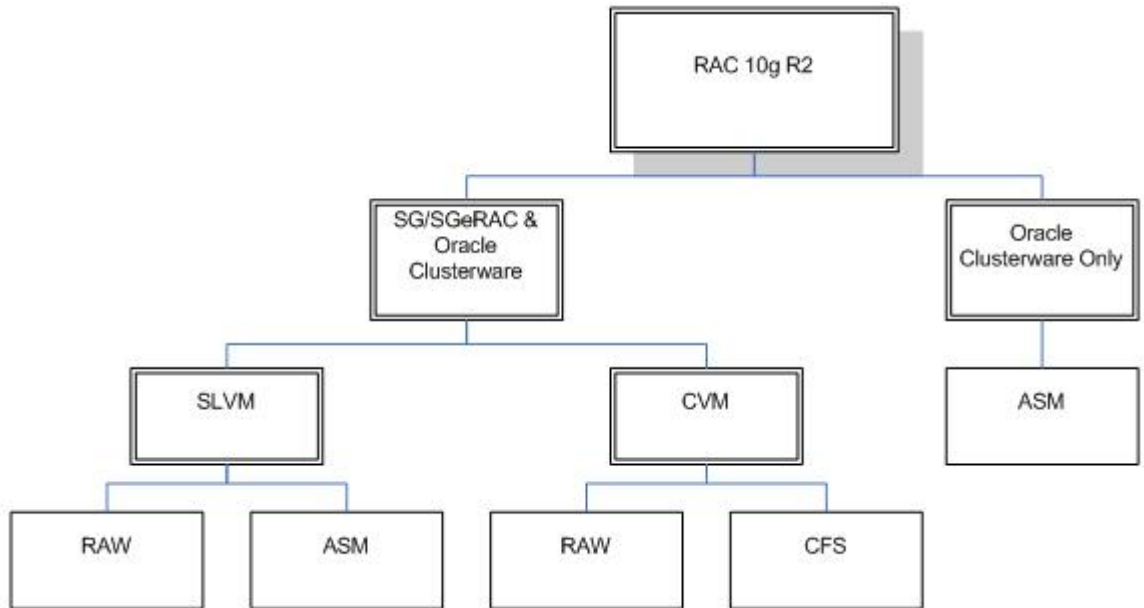 RAC 10g R2
SG/SGeRAC &
Oracle
Clusterware
Oracle
Clusterware Only
SLVM
CVM
ASM
RAW
ASM
RAW
CFS